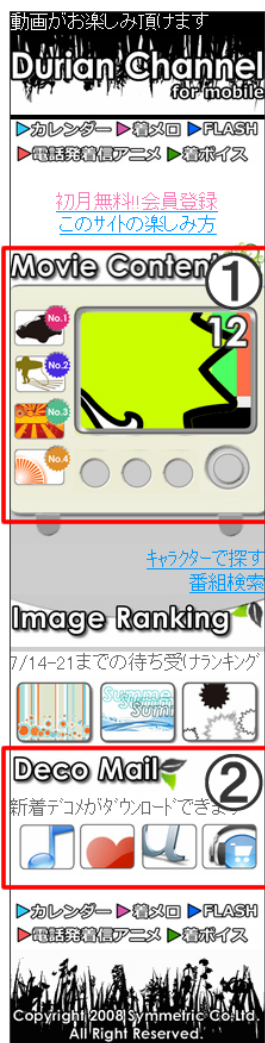 動画がお楽しみ頂けます
Durian Channel
for mobile
▶カレンダー ▶着メロ ▶FLASH
▶電話発着信アニメ ▶着ボイス
初月無料!!会員登録
このサイトの楽しみ方
Movie Conten
1
No.1
12
No.2
No.3
No.4
キャラクターで探す
番組検索
Image Ranking
7/14-21までの待ち受けランキング
Summe
Summ
Deco Mail
2
新着デコメがダウンロードできます
▶カレンダー ▶着メロ ▶FLASH
▶電話発着信アニメ ▶着ボイス
Copyright 2008 Symmetric Co.Ltd.
All Right Reserved.